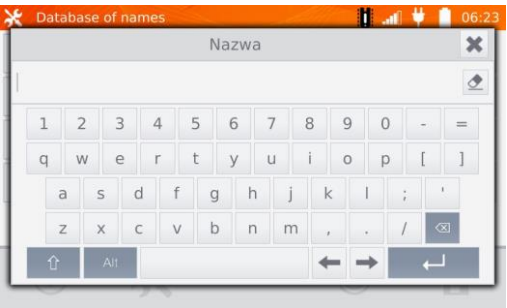 Database of names 06:23
Nazwa
1 2 3 4 5 6 7 8 9 0 - =
q w e r t y u i o p [ ]
a s d f g h j k l ; '
z x c v b n m , . /
Alt